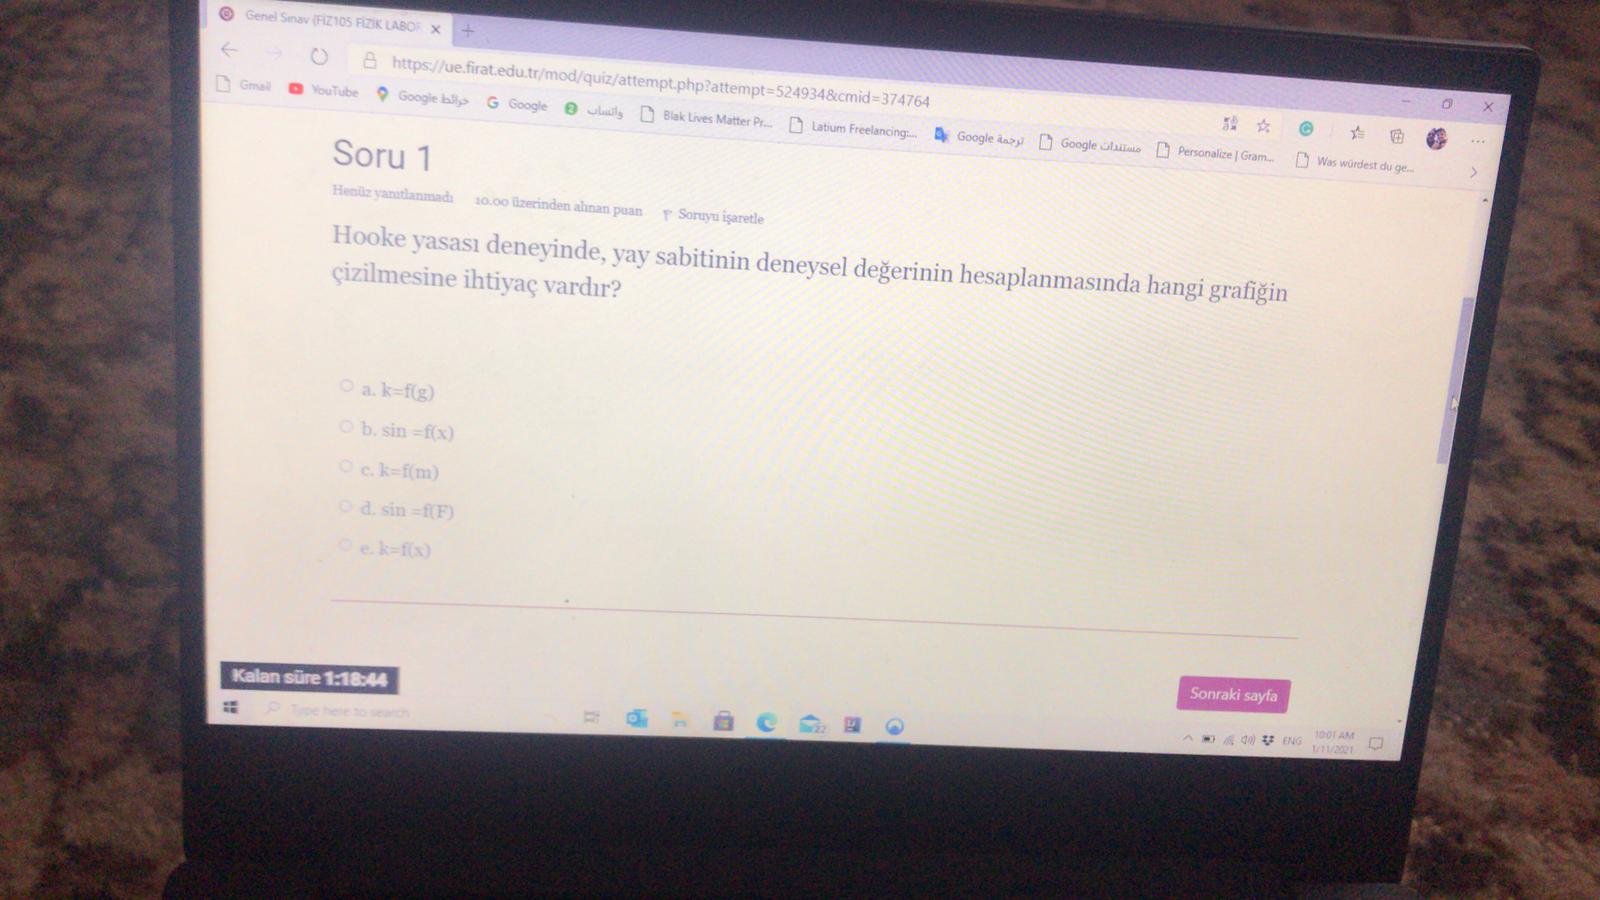 Genel Sınav (FİZ105 FİZİK LABOR
https://ue.firat.edu.tr/mod/quiz/attempt.php?attempt=524934&cmid=374764
Gmail YouTube خرائط Google Google واتساب Blak Lives Matter Pr... Latium Freelancing:... ترجمة Google مستندات Google Personalize | Gram... Was würdest du ge...
Soru 1
Henüz yanıtlanmadı 10.00 üzerinden alınan puan Soruyu işaretle
Hooke yasası deneyinde, yay sabitinin deneysel değerinin hesaplanmasında hangi grafiğin
çizilmesine ihtiyaç vardır?
a. k=f(g)
b. sin =f(x)
c. k=f(m)
d. sin =f(F)
e. k=f(x)
Kalan süre 1:18:44
Sonraki sayfa
Type here to search
22
ENG
10:01 AM
1/11/2021